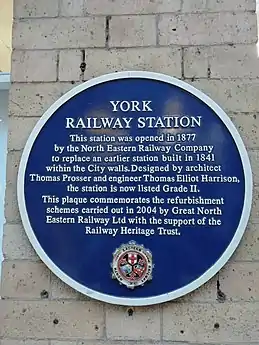 YORK
RAILWAY STATION
This station was opened in 1877
by the North Eastern Railway Company
to replace an earlier station built in 1841
within the City walls. Designed by architect
Thomas Prosser and engineer Thomas Elliot Harrison,
the station is now listed Grade II.
This plaque commemorates the refurbishment
schemes carried out in 2004 by Great North
Eastern Railway Ltd with the support of the
Railway Heritage Trust.